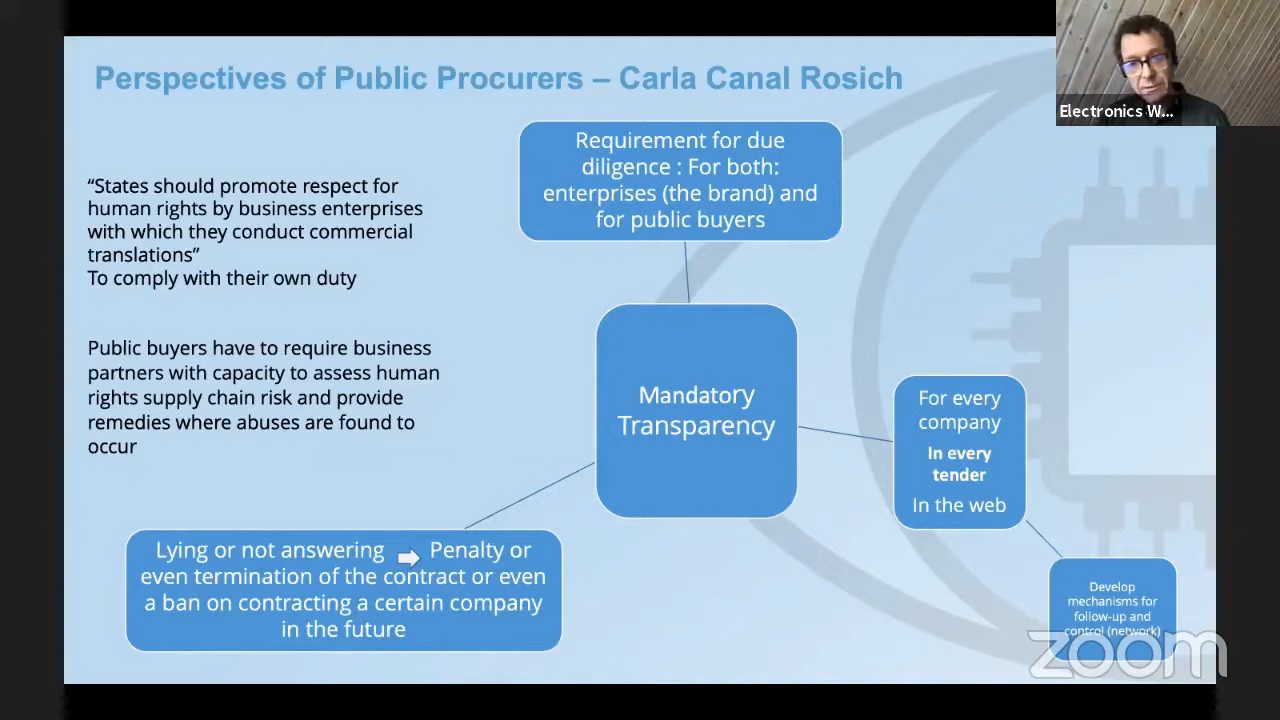 Perspectives of Public Procurers – Carla Canal Rosich
Electronics W...
“States should promote respect for
human rights by business enterprises
with which they conduct commercial
translations”
To comply with their own duty
Public buyers have to require business
partners with capacity to assess human
rights supply chain risk and provide
remedies where abuses are found to
occur
Requirement for due
diligence : For both:
enterprises (the brand) and
for public buyers
Mandatory
Transparency
For every
company
In every
tender
In the web
Lying or not answering Penalty or
even termination of the contract or even
a ban on contracting a certain company
in the future
Develop
mechanisms for
follow-up and
control (network)
zoom